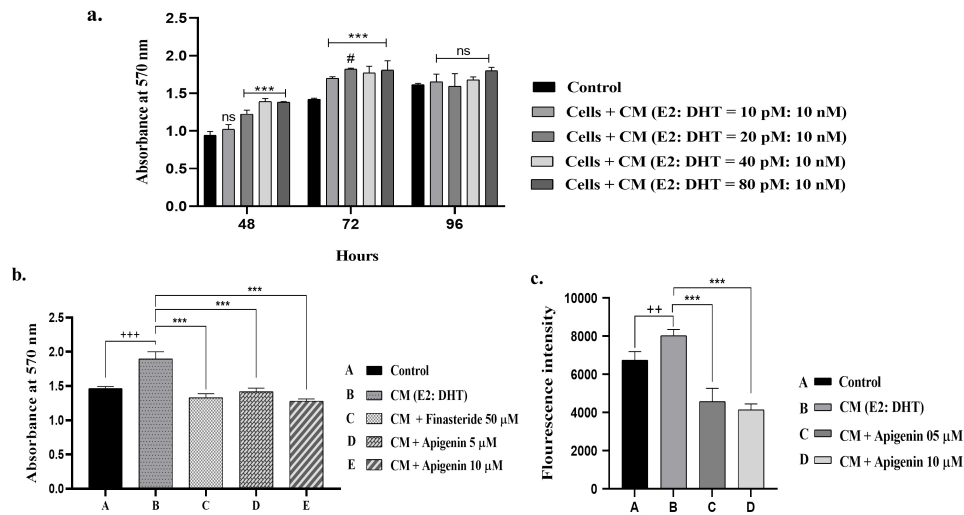 a.
Absorbance at 570 nm
2.5
2.0
1.5
1.0
0.5
0.0
ns
***
***
#
ns
48
72
96
Hours
Control
Cells + CM (E2: DHT = 10 pM: 10 nM)
Cells + CM (E2: DHT = 20 pM: 10 nM)
Cells + CM (E2: DHT = 40 pM: 10 nM)
Cells + CM (E2: DHT = 80 pM: 10 nM)
b.
Absorbance at 570 nm
2.5
2.0
1.5
1.0
0.5
0.0
+++
***
***
***
A
B
C
D
E
A Control
B CM (E2: DHT)
C CM + Finasteride 50 μM
D CM + Apigenin 5 μM
E CM + Apigenin 10 μM
c.
Flourescence intensity
10000
8000
6000
4000
2000
0
++
***
***
A
B
C
D
A Control
B CM (E2: DHT)
C CM + Apigenin 05 μM
D CM + Apigenin 10 μM